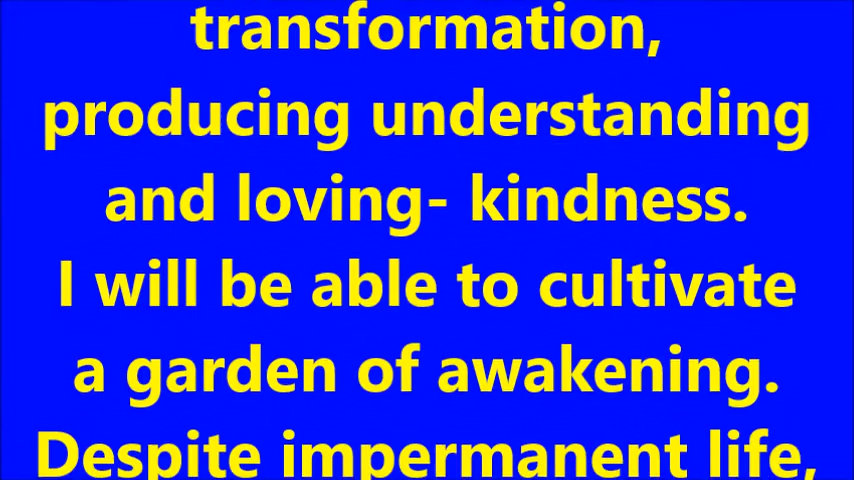 transformation,
producing understanding
and loving- kindness.
I will be able to cultivate
a garden of awakening.
Despite impermanent life,